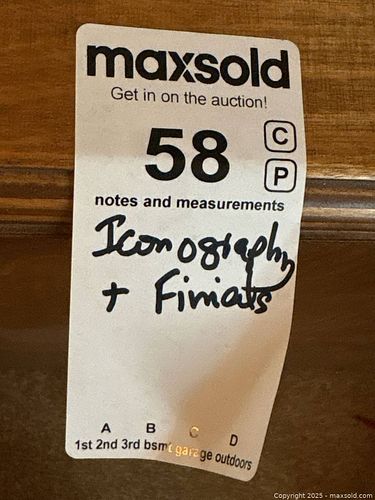 maxsold
Get in on the auction!
58
C
P
notes and measurements
Iconography
+ Finials
A B C D
1st 2nd 3rd bsmt garage outdoors
Copyright 2025 - maxsold.com